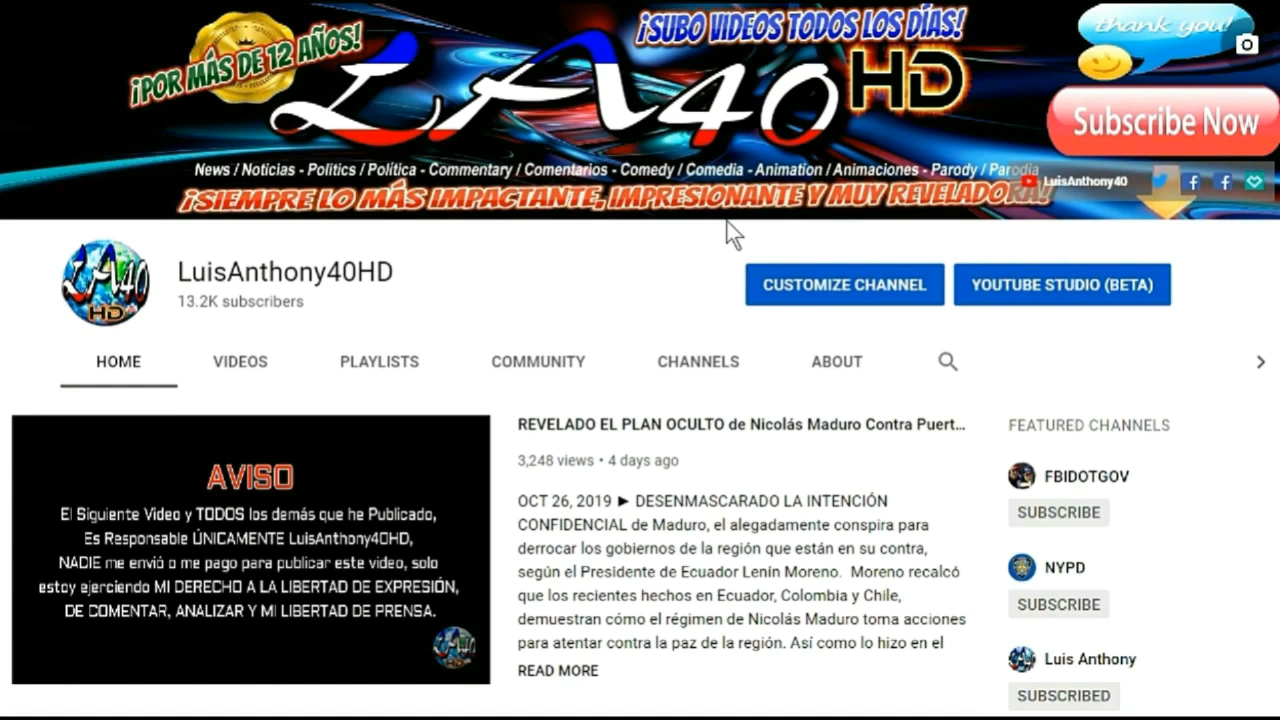 ¡POR MÁS DE 12 AÑOS!
¡SUBO VIDEOS TODOS LOS DÍAS!
thank you!
LA40 HD
Subscribe Now
News / Noticias - Politics / Política - Commentary / Comentarios - Comedy / Comedia - Animation / Animaciones - Parody / Parodia
LuisAnthony40
¡SIEMPRE LO MÁS IMPACTANTE, IMPRESIONANTE Y MUY REVELADORA!
LuisAnthony40HD
13.2K subscribers
CUSTOMIZE CHANNEL
YOUTUBE STUDIO (BETA)
HOME VIDEOS PLAYLISTS COMMUNITY CHANNELS ABOUT
AVISO
El Siguiente Video y TODOS los demás que he Publicado,
Es Responsable ÚNICAMENTE LuisAnthony40HD,
NADIE me envió o me pago para publicar este video, solo
estoy ejerciendo MI DERECHO A LA LIBERTAD DE EXPRESIÓN,
DE COMENTAR, ANALIZAR Y MI LIBERTAD DE PRENSA.
LA40
HD
REVELADO EL PLAN OCULTO de Nicolás Maduro Contra Puert...
3,248 views • 4 days ago
OCT 26, 2019 ► DESENMASCARADO LA INTENCIÓN
CONFIDENCIAL de Maduro, el alegadamente conspira para
derrocar los gobiernos de la región que están en su contra,
según el Presidente de Ecuador Lenín Moreno. Moreno recalcó
que los recientes hechos en Ecuador, Colombia y Chile,
demuestran cómo el régimen de Nicolás Maduro toma acciones
para atentar contra la paz de la región. Así como lo hizo en el
READ MORE
FEATURED CHANNELS
FBIDOTGOV
SUBSCRIBE
NYPD
SUBSCRIBE
Luis Anthony
SUBSCRIBED